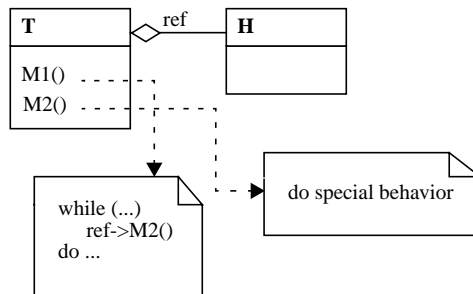 T
ref
H
M1()
M2()
while (...)
ref->M2()
do ...
do special behavior